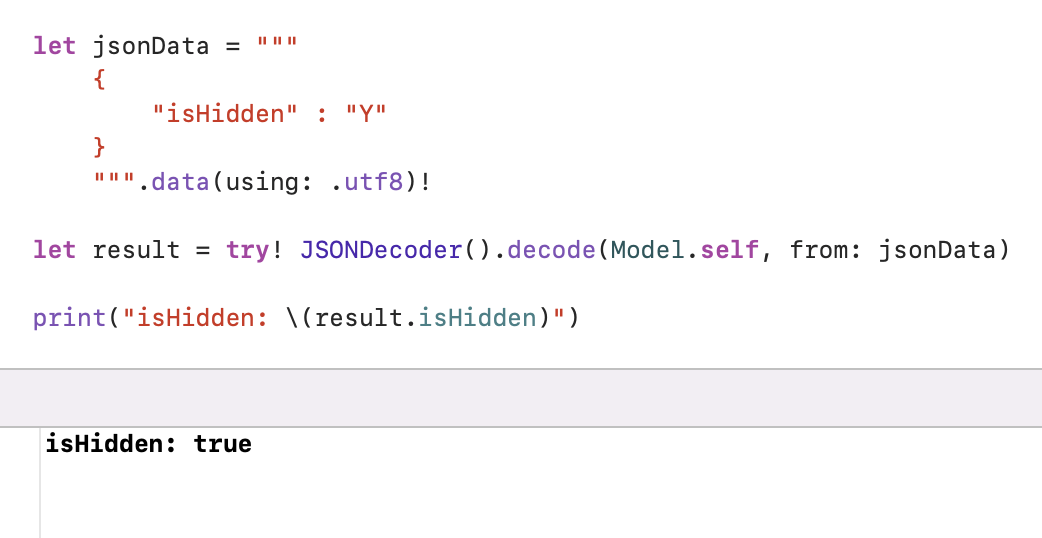 let jsonData = """
{
"isHidden" : "Y"
}
""".data(using: .utf8)!
let result = try! JSONDecoder().decode(Model.self, from: jsonData)
print("isHidden: \(result.isHidden)")
isHidden: true